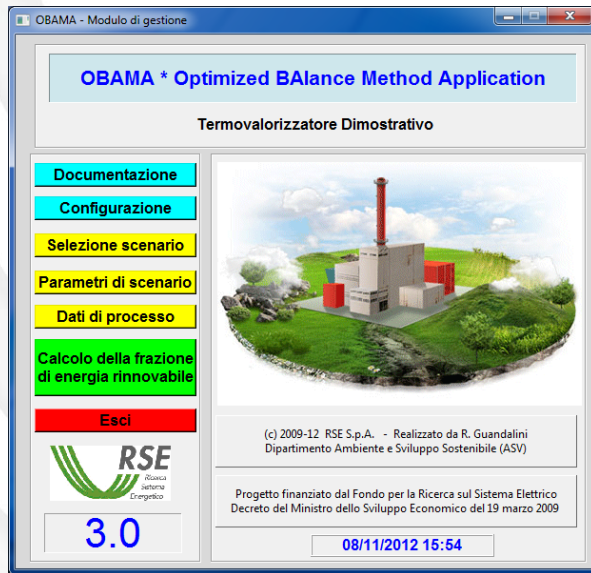 OBAMA - Modulo di gestione
OBAMA * Optimized BAlance Method Application
Termovalorizzatore Dimostrativo
Documentazione
Configurazione
Selezione scenario
Parametri di scenario
Dati di processo
Calcolo della frazione
di energia rinnovabile
Esci
RSE
Ricerca
Sistema
Energetico
3.0
(c) 2009-12 RSE S.p.A. - Realizzato da R. Guandalini
Dipartimento Ambiente e Sviluppo Sostenibile (ASV)
Progetto finanziato dal Fondo per la Ricerca sul Sistema Elettrico
Decreto del Ministro dello Sviluppo Economico del 19 marzo 2009
08/11/2012 15:54